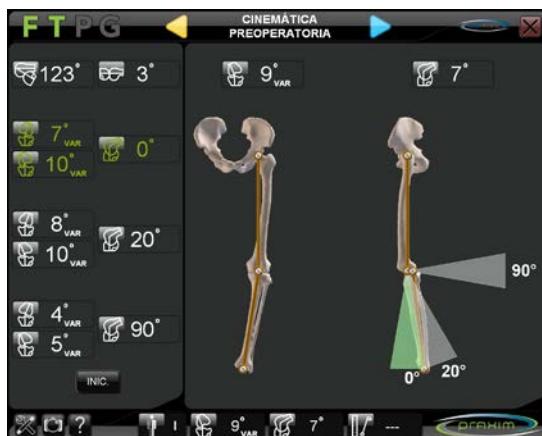 F T P G
CINEMÁTICA
PREOPERATORIA
123° 3°
9° VAR 7°
7° VAR
10° VAR
0°
8° VAR
10° VAR
20°
4° VAR
5° VAR
90°
90°
0° 20°
INIC.
? I 9° VAR 7° --- PRAXIM